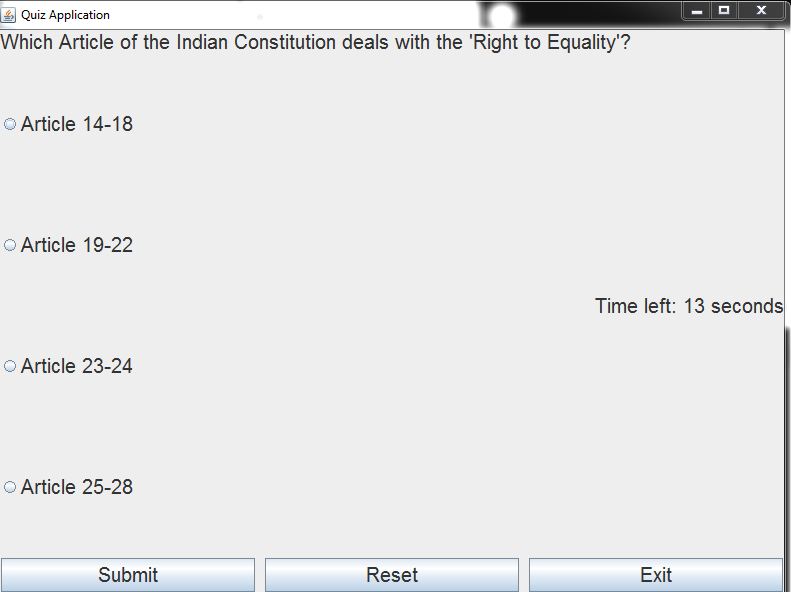 Quiz Application
Which Article of the Indian Constitution deals with the 'Right to Equality'?
Article 14-18
Article 19-22
Time left: 13 seconds
Article 23-24
Article 25-28
Submit Reset Exit